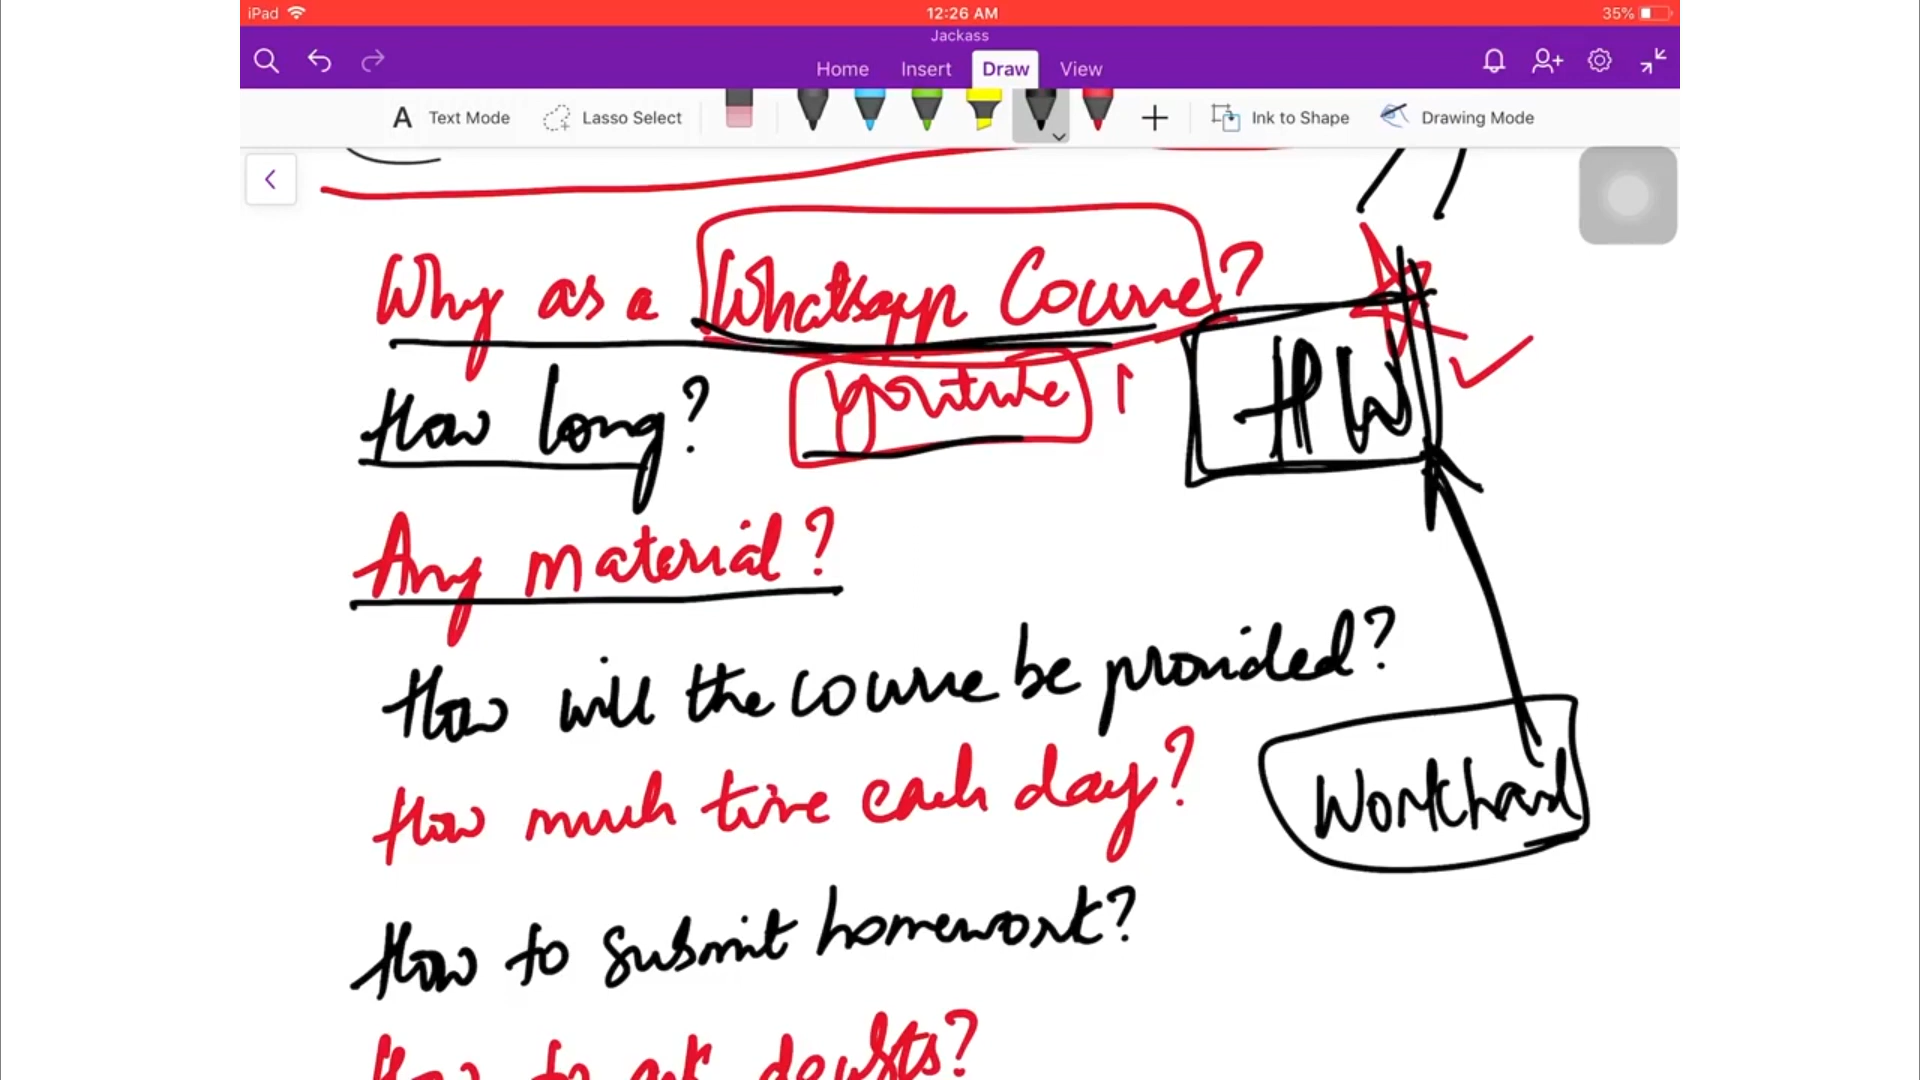 iPad 12:26 AM 35%
Jackass
Home Insert Draw View
A Text Mode Lasso Select Ink to Shape Drawing Mode
Why as a Whatsapp Course?
How long? youtube HW
Any material?
How will the course be provided?
How much time each day?
Workhard
How to submit homework?
How to ask doubts?